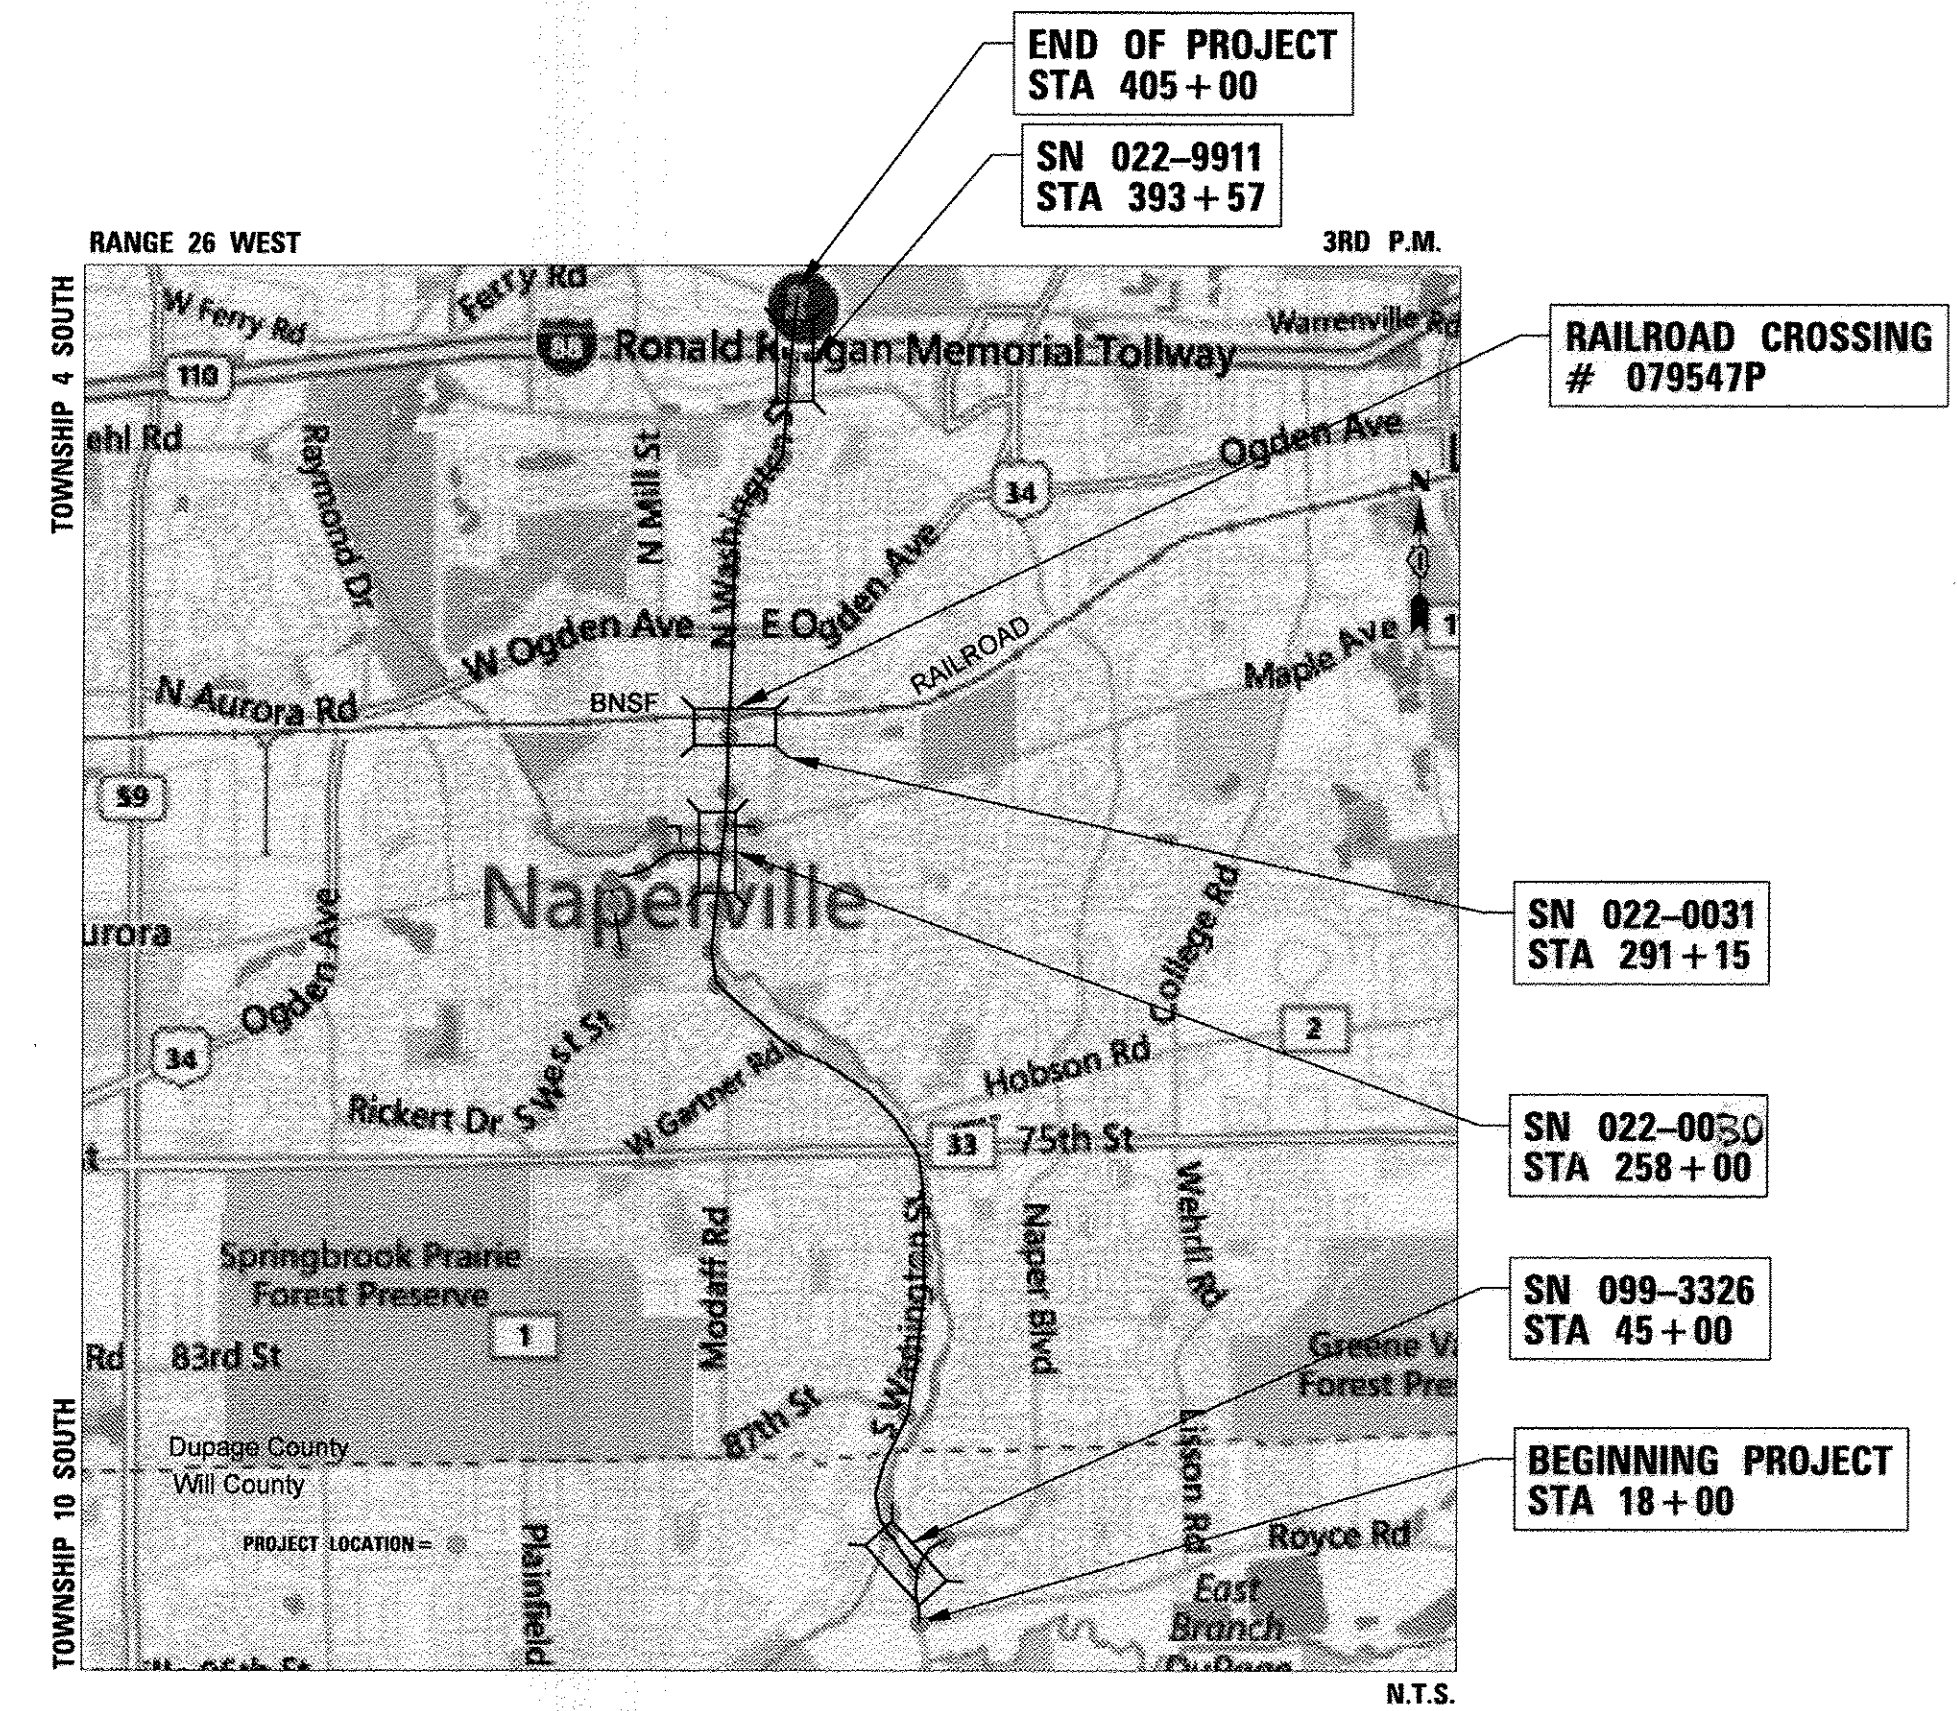 END OF PROJECT
STA 405+00
SN 022-9911
STA 393+57
RANGE 26 WEST
3RD P.M.
TOWNSHIP 4 SOUTH
W Ferry Rd
Ferry Rd
Warrenville Rd
Ronald Reagan Memorial Tollway
110
RAILROAD CROSSING
# 079547P
ehl Rd
Raymond Dr
N Mill St
N Washington S
Ogden Ave
34
N
W Ogden Ave
E Ogden Ave
RAILROAD
Maple Ave
1
N Aurora Rd
BNSF
59
Naperville
urora
Ogden Ave
College Rd
SN 022-0031
STA 291+15
34
2
S West St
Hobson Rd
Rickert Dr
W Gartner Rd
33
75th St
t
SN 022-0030
STA 258+00
Springbrook Prairie
Forest Preserve
1
Modaff Rd
S Washington St
Naper Blvd
Wehrli Rd
SN 099-3326
STA 45+00
Rd
83rd St
Greene Va
Forest Pre
87th St
TOWNSHIP 10 SOUTH
Dupage County
Will County
Lisson Rd
BEGINNING PROJECT
STA 18+00
PROJECT LOCATION =
Plainfield
Royce Rd
East
Branch
DuPage
95th St
N.T.S.